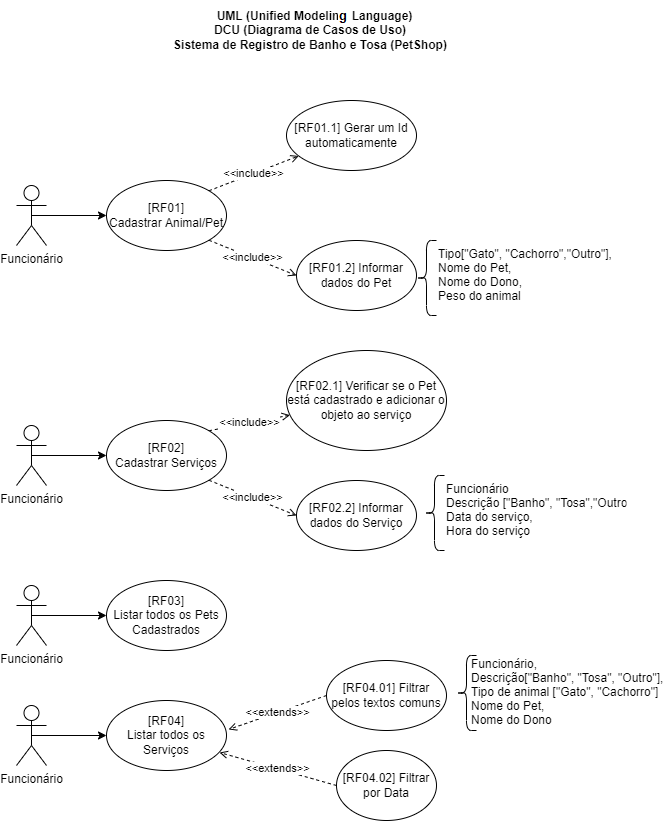 UML (Unified Modeling Language)
DCU (Diagrama de Casos de Uso)
Sistema de Registro de Banho e Tosa (PetShop)
[RF01.1] Gerar um Id
automaticamente
<<include>>
[RF01]
Cadastrar Animal/Pet
Funcionário
<<include>>
[RF01.2] Informar
dados do Pet
Tipo["Gato", "Cachorro","Outro"],
Nome do Pet,
Nome do Dono,
Peso do animal
[RF02.1] Verificar se o Pet
está cadastrado e adicionar o
objeto ao serviço
<<include>>
[RF02]
Cadastrar Serviços
Funcionário
<<include>>
[RF02.2] Informar
dados do Serviço
Funcionário
Descrição ["Banho", "Tosa","Outro
Data do serviço,
Hora do serviço
[RF03]
Listar todos os Pets
Cadastrados
Funcionário
[RF04.01] Filtrar
pelos textos comuns
Funcionário,
Descrição["Banho", "Tosa", "Outro"],
Tipo de animal ["Gato", "Cachorro"]
Nome do Pet,
Nome do Dono
<<extends>>
[RF04]
Listar todos os
Serviços
Funcionário
<<extends>>
[RF04.02] Filtrar
por Data